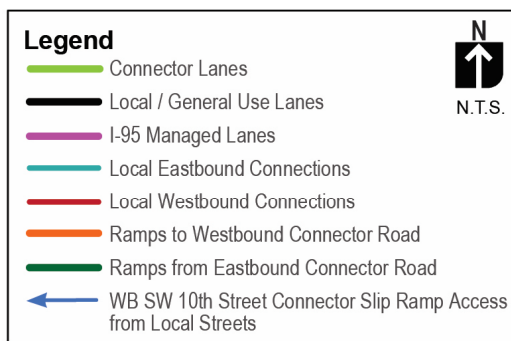 Legend
N
N.T.S.
Connector Lanes
Local / General Use Lanes
I-95 Managed Lanes
Local Eastbound Connections
Local Westbound Connections
Ramps to Westbound Connector Road
Ramps from Eastbound Connector Road
WB SW 10th Street Connector Slip Ramp Access
from Local Streets